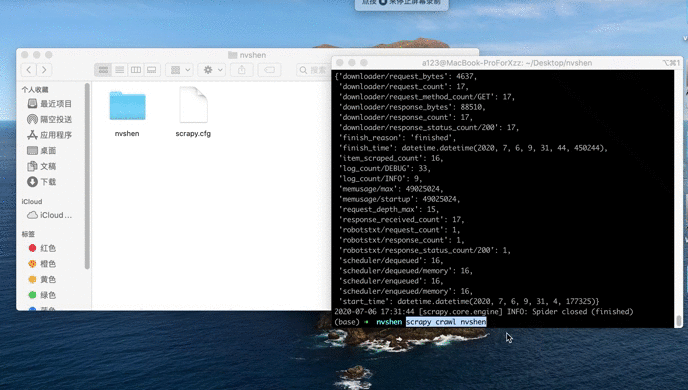 点按 来停止屏幕录制
nvshen
搜索
个人收藏
最近项目
隔空投送
应用程序
桌面
文稿
下载
iCloud
iCloud…
标签
红色
橙色
黄色
绿色
蓝色
nvshen
scrapy.cfg
a123@MacBook-ProForXzz: ~/Desktop/nvshen
⌥⌘1
{'downloader/request_bytes': 4637,
'downloader/request_count': 17,
'downloader/request_method_count/GET': 17,
'downloader/response_bytes': 88510,
'downloader/response_count': 17,
'downloader/response_status_count/200': 17,
'finish_reason': 'finished',
'finish_time': datetime.datetime(2020, 7, 6, 9, 31, 44, 450244),
'item_scraped_count': 16,
'log_count/DEBUG': 33,
'log_count/INFO': 9,
'memusage/max': 49025024,
'memusage/startup': 49025024,
'request_depth_max': 15,
'response_received_count': 17,
'robotstxt/request_count': 1,
'robotstxt/response_count': 1,
'robotstxt/response_status_count/200': 1,
'scheduler/dequeued': 16,
'scheduler/dequeued/memory': 16,
'scheduler/enqueued': 16,
'scheduler/enqueued/memory': 16,
'start_time': datetime.datetime(2020, 7, 6, 9, 31, 4, 177325)}
2020-07-06 17:31:44 [scrapy.core.engine] INFO: Spider closed (finished)
(base) ➜ nvshen scrapy crawl nvshen